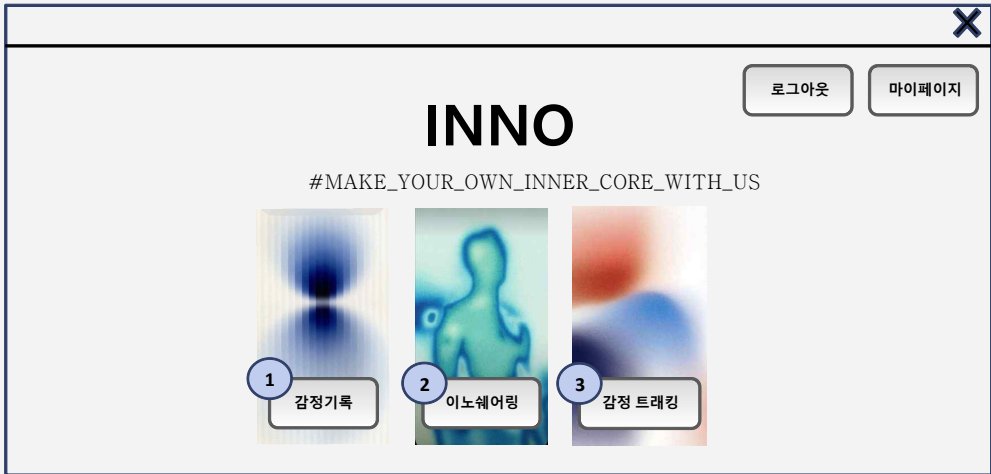 로그아웃
마이페이지
INNO
#MAKE_YOUR_OWN_INNER_CORE_WITH_US
1
감정기록
2
이노쉐어링
3
감정 트래킹